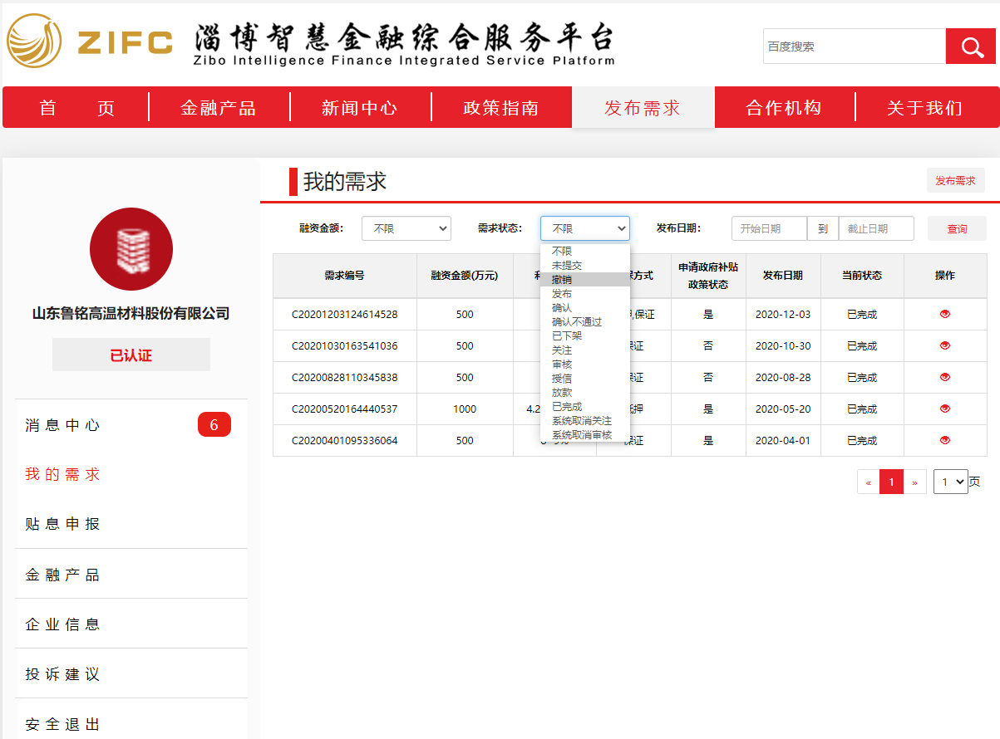 ZIFC 淄博智慧金融综合服务平台
Zibo Intelligence Finance Integrated Service Platform
百度搜索
首 页 金融产品 新闻中心 政策指南 发布需求 合作机构 关于我们
山东鲁铭高温材料股份有限公司
已认证
消息中心 6
我的需求
贴息申报
金融产品
企业信息
投诉建议
安全退出
我的需求 发布需求
融资金额： 不限 需求状态： 不限 发布日期： 开始日期 到 截止日期 查询
不限
未提交
撤销
发布
确认
确认不通过
已下架
关注
审核
授信
放款
已完成
系统取消关注
系统取消审核
需求编号 融资金额(万元) 方式 申请政府补贴 发布日期 当前状态 操作
政策状态
C20201203124614528 500 ,保证 是 2020-12-03 已完成
C20201030163541036 500 保证 否 2020-10-30 已完成
C20200828110345838 500 保证 否 2020-08-28 已完成
C20200520164440537 1000 4.2 抵押 是 2020-05-20 已完成
C20200401095336064 500 保证 是 2020-04-01 已完成
« 1 » 1 页